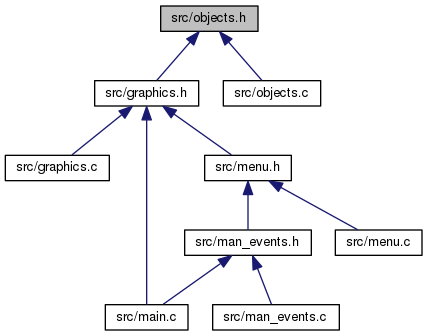 src/objects.h
src/graphics.h
src/objects.c
src/graphics.c
src/menu.h
src/man_events.h
src/menu.c
src/main.c
src/man_events.c